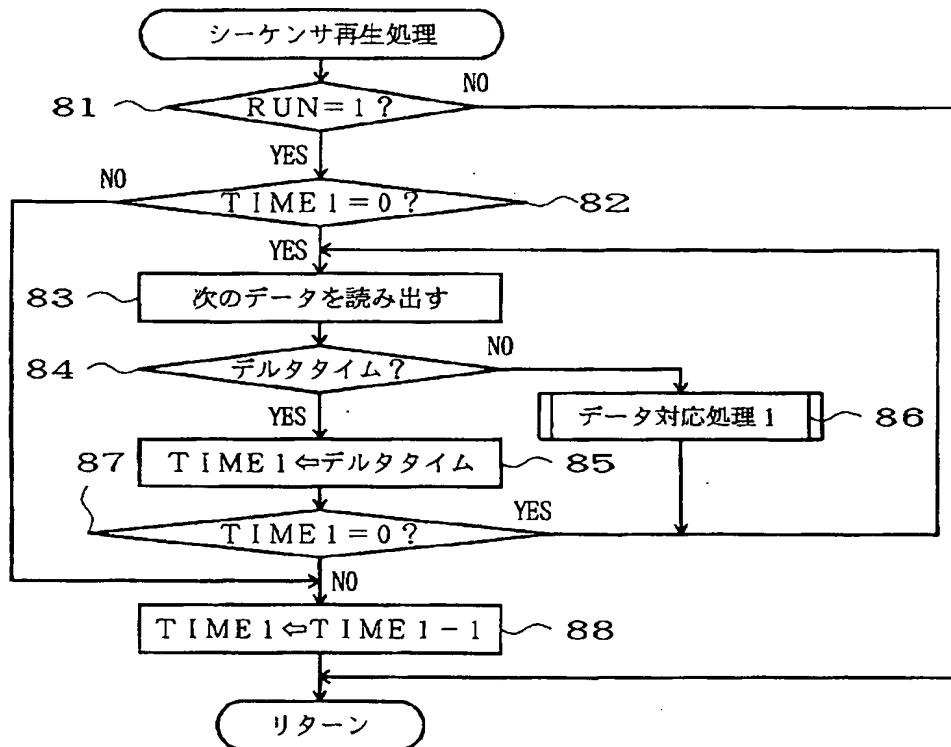 シーケンサ再生処理
81
RUN=1?
NO
YES
NO
TIME1=0?
82
YES
83
次のデータを読み出す
84
デルタタイム?
NO
YES
データ対応処理1
86
TIME1⇦デルタタイム
85
87
TIME1=0?
YES
NO
TIME1⇦TIME1-1
88
リターン